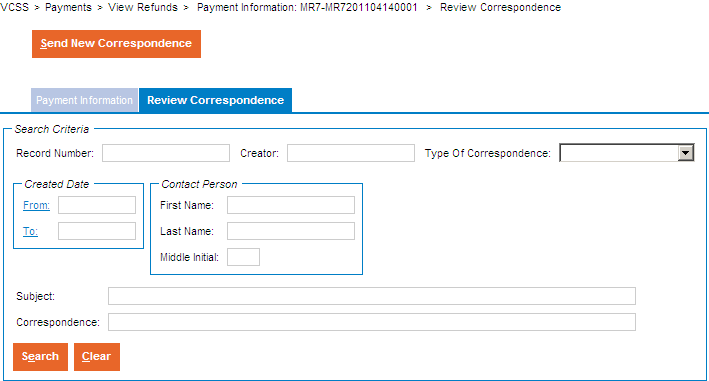 VCSS > Payments > View Refunds > Payment Information: MR7-MR7201104140001 > Review Correspondence
Send New Correspondence
Payment Information Review Correspondence
Search Criteria
Record Number: Creator: Type Of Correspondence:
Created Date Contact Person
From: First Name:
To: Last Name:
Middle Initial:
Subject:
Correspondence:
Search Clear